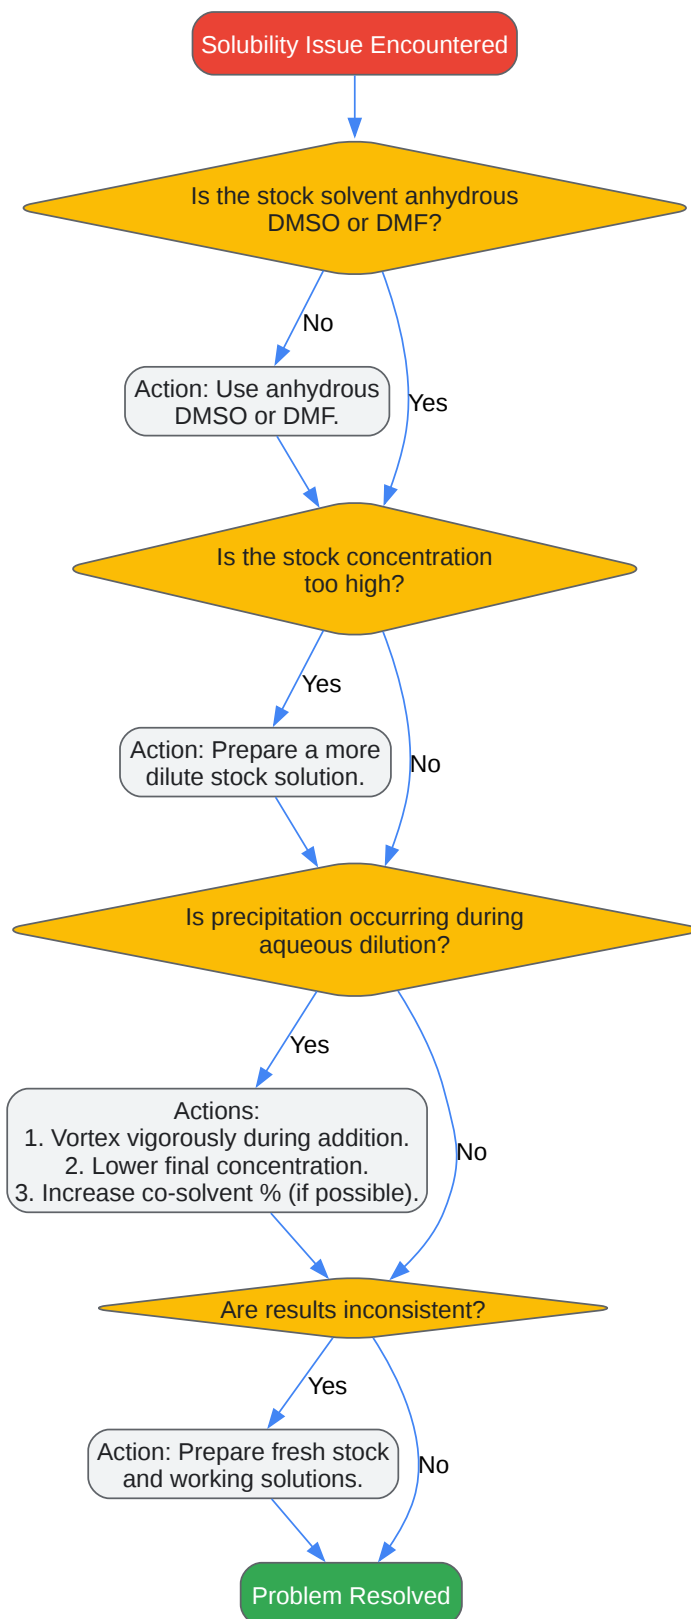 Solubility Issue Encountered
Is the stock solvent anhydrous
DMSO or DMF?
No
Action: Use anhydrous
DMSO or DMF.
Yes
Is the stock concentration
too high?
Yes
Action: Prepare a more
dilute stock solution.
No
Is precipitation occurring during
aqueous dilution?
Yes
Actions:
1. Vortex vigorously during addition.
2. Lower final concentration.
3. Increase co-solvent % (if possible).
No
Are results inconsistent?
Yes
Action: Prepare fresh stock
and working solutions.
No
Problem Resolved